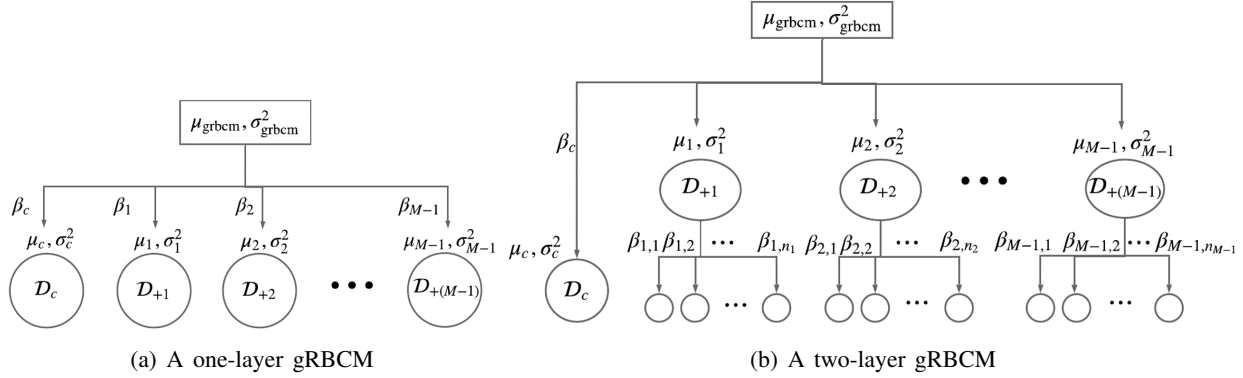 μ_grbcm, σ²_grbcm
β_c β_1 β_2 β_{M−1}
μ_c, σ²_c μ_1, σ²_1 μ_2, σ²_2 μ_{M−1}, σ²_{M−1}
𝒟_c 𝒟_{+1} 𝒟_{+2} ••• 𝒟_{+(M−1)}
(a) A one-layer gRBCM
μ_grbcm, σ²_grbcm
β_c
μ_1, σ²_1 μ_2, σ²_2 μ_{M−1}, σ²_{M−1}
𝒟_{+1} 𝒟_{+2} ••• 𝒟_{+(M−1)}
β_{1,1} β_{1,2} ••• β_{1,n_1} β_{2,1} β_{2,2} ••• β_{2,n_2} β_{M−1,1} β_{M−1,2} ••• β_{M−1,n_{M−1}}
μ_c, σ²_c
𝒟_c ••• ••• •••
(b) A two-layer gRBCM